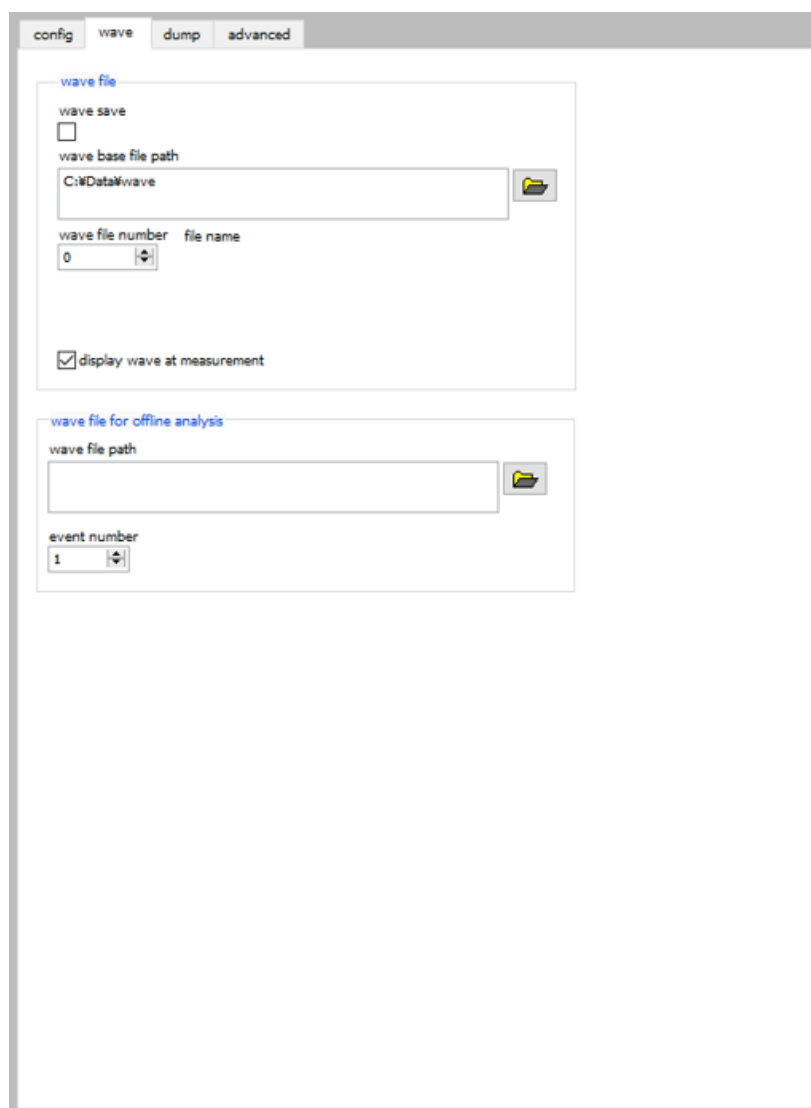 config wave dump advanced
wave file
wave save
wave base file path
C:¥Data¥wave
wave file number file name
0
display wave at measurement
wave file for offline analysis
wave file path
event number
1